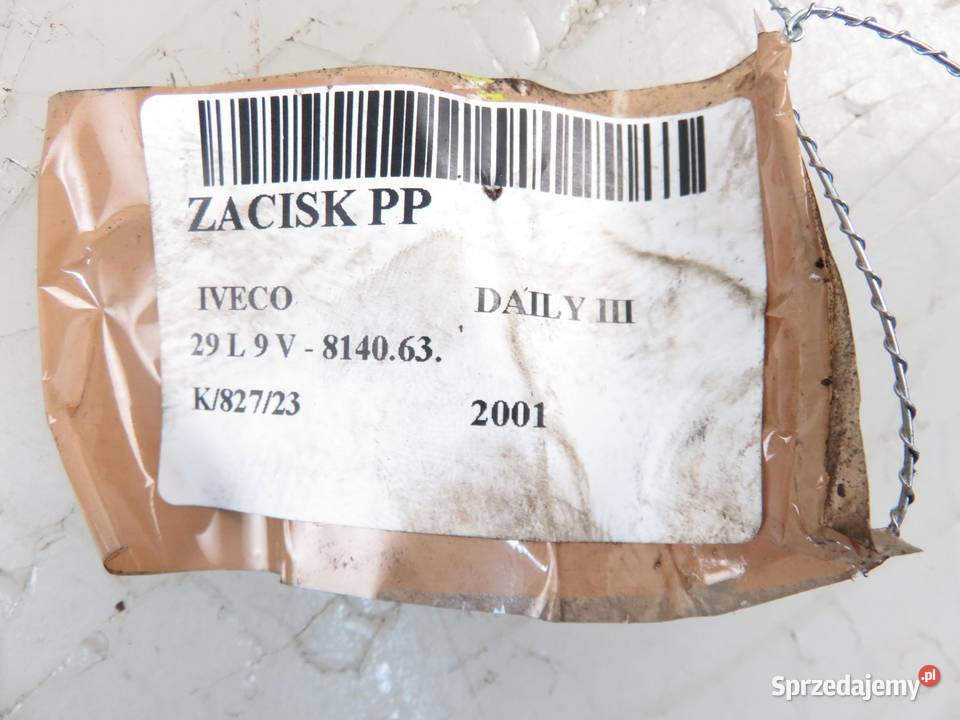 ZACISK PP
IVECO DAILY III
29 L 9 V - 8140.63.
K/827/23 2001
Sprzedajemy.pl